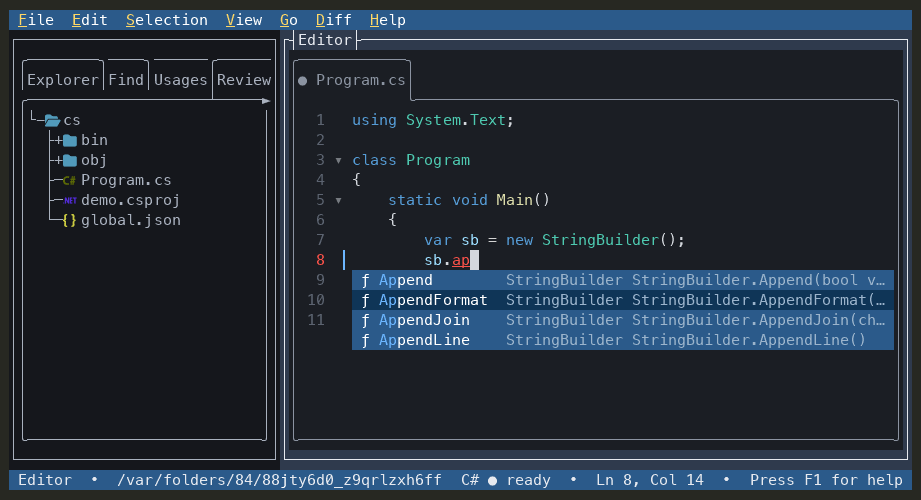 File Edit Selection View Go Diff Help
Editor
Explorer Find Usages Review
● Program.cs
cs
bin
obj
C# Program.cs
.NET demo.csproj
{} global.json
1 using System.Text;
2
3 ▾ class Program
4 {
5 ▾ static void Main()
6 {
7 var sb = new StringBuilder();
8 sb.ap
9 ƒ Append StringBuilder StringBuilder.Append(bool v…
10 ƒ AppendFormat StringBuilder StringBuilder.AppendFormat(…
11 ƒ AppendJoin StringBuilder StringBuilder.AppendJoin(ch…
ƒ AppendLine StringBuilder StringBuilder.AppendLine()
Editor • /var/folders/84/88jty6d0_z9qrlzxh6ff C# ● ready • Ln 8, Col 14 • Press F1 for help